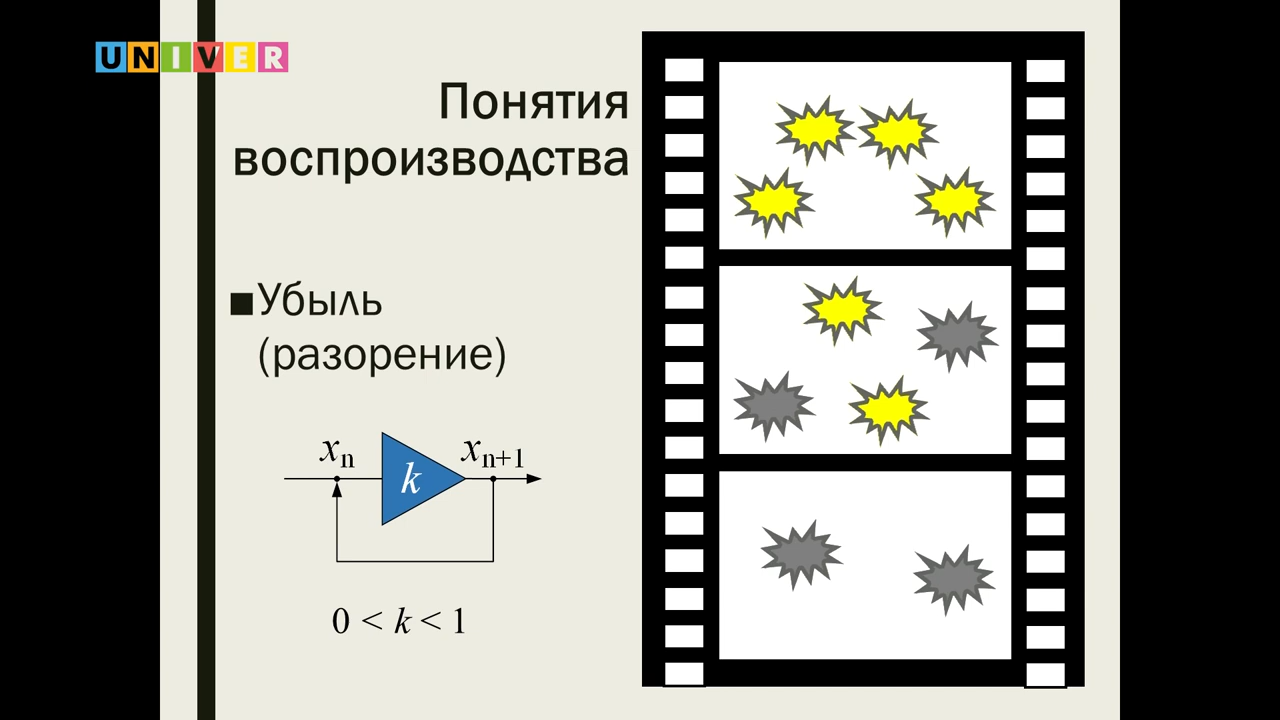 UNIVER
Понятия
воспроизводства
■Убыль
(разорение)
xn k xn+1
0 < k < 1